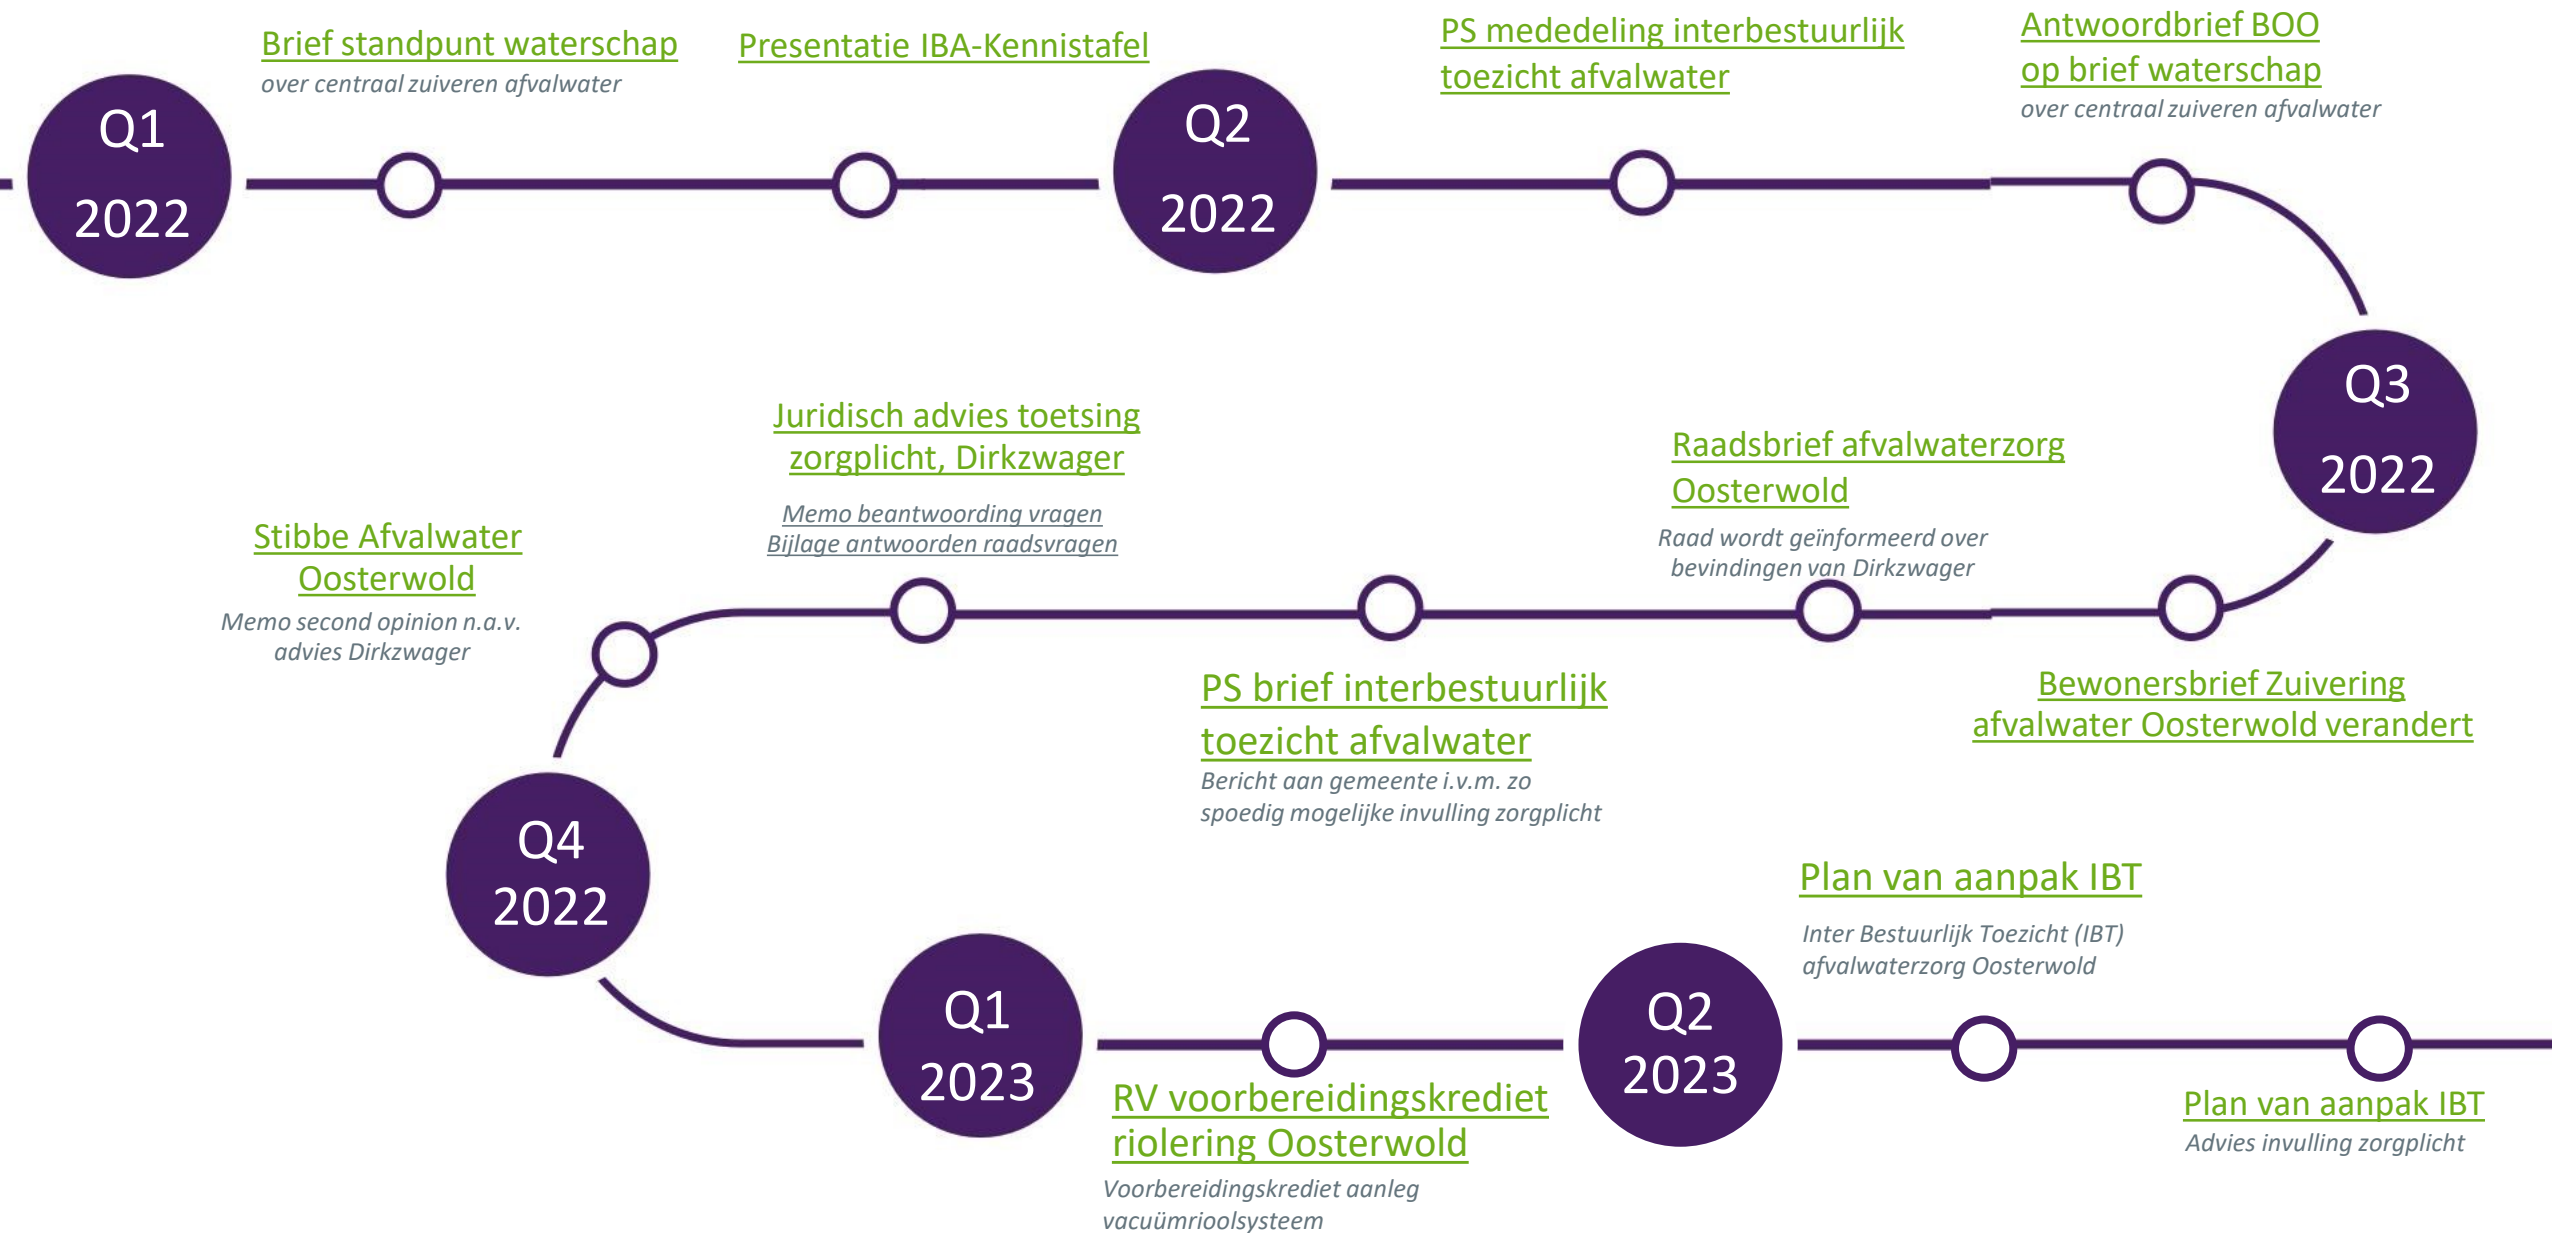 Q1
2022
Brief standpunt waterschap
over centraal zuiveren afvalwater
Presentatie IBA-Kennistafel
Q2
2022
PS mededeling interbestuurlijk
toezicht afvalwater
Antwoordbrief BOO
op brief waterschap
over centraal zuiveren afvalwater
Q3
2022
Bewonersbrief Zuivering
afvalwater Oosterwold verandert
Raadsbrief afvalwaterzorg
Oosterwold
Raad wordt geïnformeerd over
bevindingen van Dirkzwager
PS brief interbestuurlijk
toezicht afvalwater
Bericht aan gemeente i.v.m. zo
spoedig mogelijke invulling zorgplicht
Juridisch advies toetsing
zorgplicht, Dirkzwager
Memo beantwoording vragen
Bijlage antwoorden raadsvragen
Stibbe Afvalwater
Oosterwold
Memo second opinion n.a.v.
advies Dirkzwager
Q4
2022
Q1
2023
RV voorbereidingskrediet
riolering Oosterwold
Voorbereidingskrediet aanleg
vacuümrioolsysteem
Q2
2023
Plan van aanpak IBT
Inter Bestuurlijk Toezicht (IBT)
afvalwaterzorg Oosterwold
Plan van aanpak IBT
Advies invulling zorgplicht